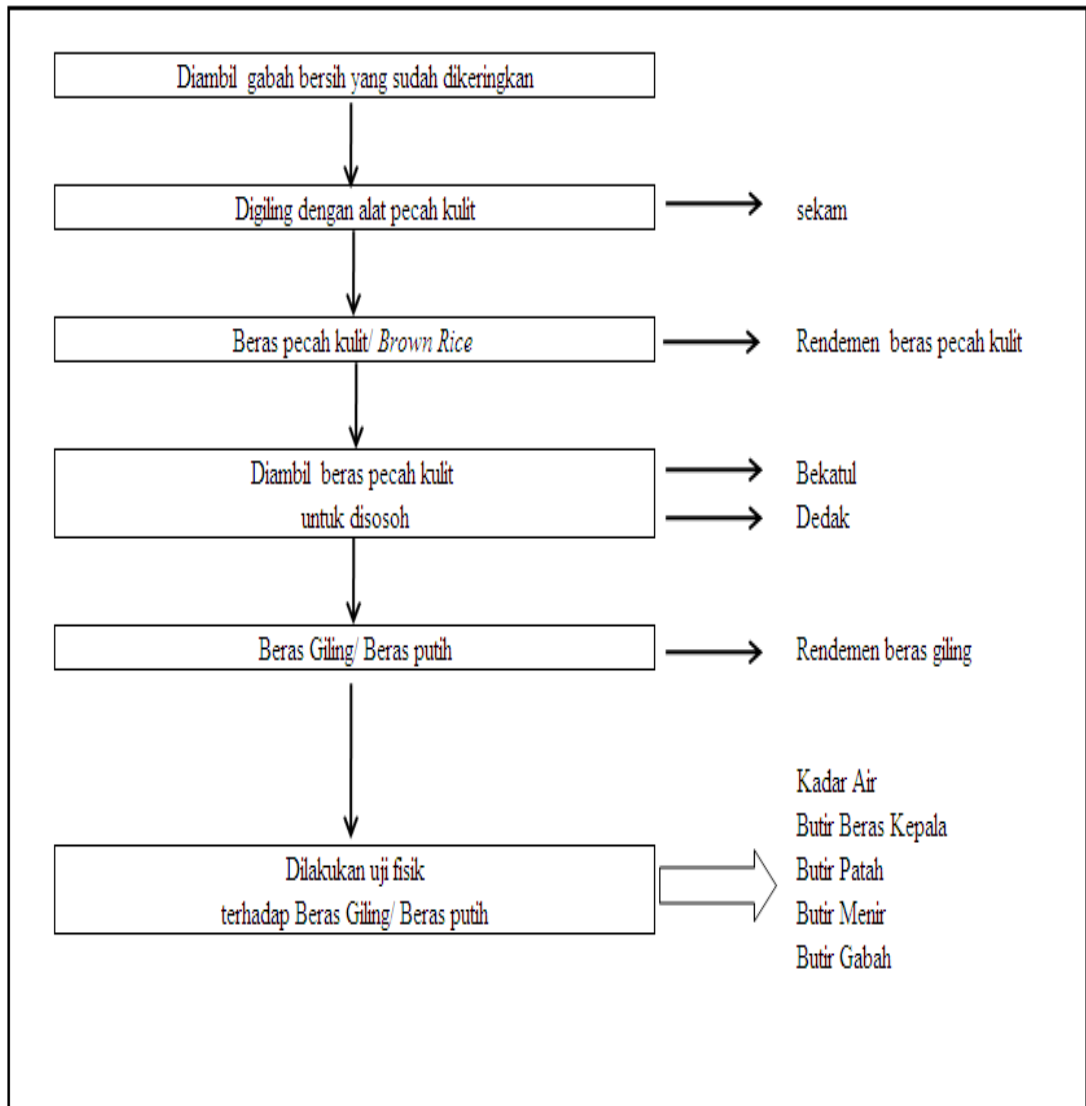 Diambil gabah bersih yang sudah dikeringkan
Digiling dengan alat pecah kulit
sekam
Beras pecah kulit/ Brown Rice
Rendemen beras pecah kulit
Diambil beras pecah kulit
untuk disosoh
Bekatul
Dedak
Beras Giling/ Beras putih
Rendemen beras giling
Dilakukan uji fisik
terhadap Beras Giling/ Beras putih
Kadar Air
Butir Beras Kepala
Butir Patah
Butir Menir
Butir Gabah